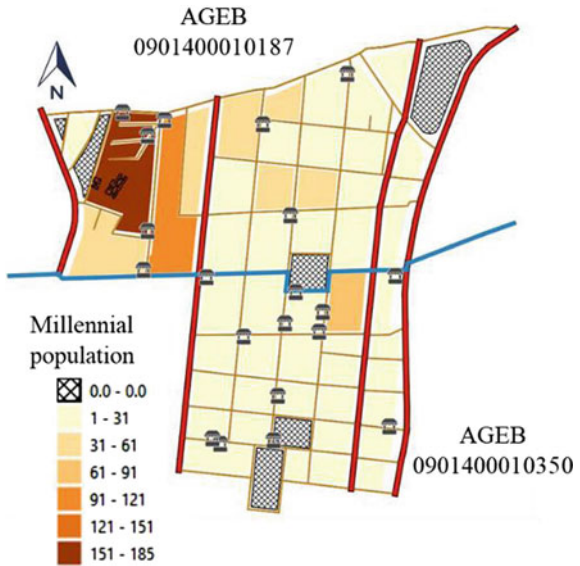 AGEB
0901400010187
N
Millennial
population
0.0 - 0.0
1 - 31
31 - 61
61 - 91
91 - 121
121 - 151
151 - 185
AGEB
0901400010350